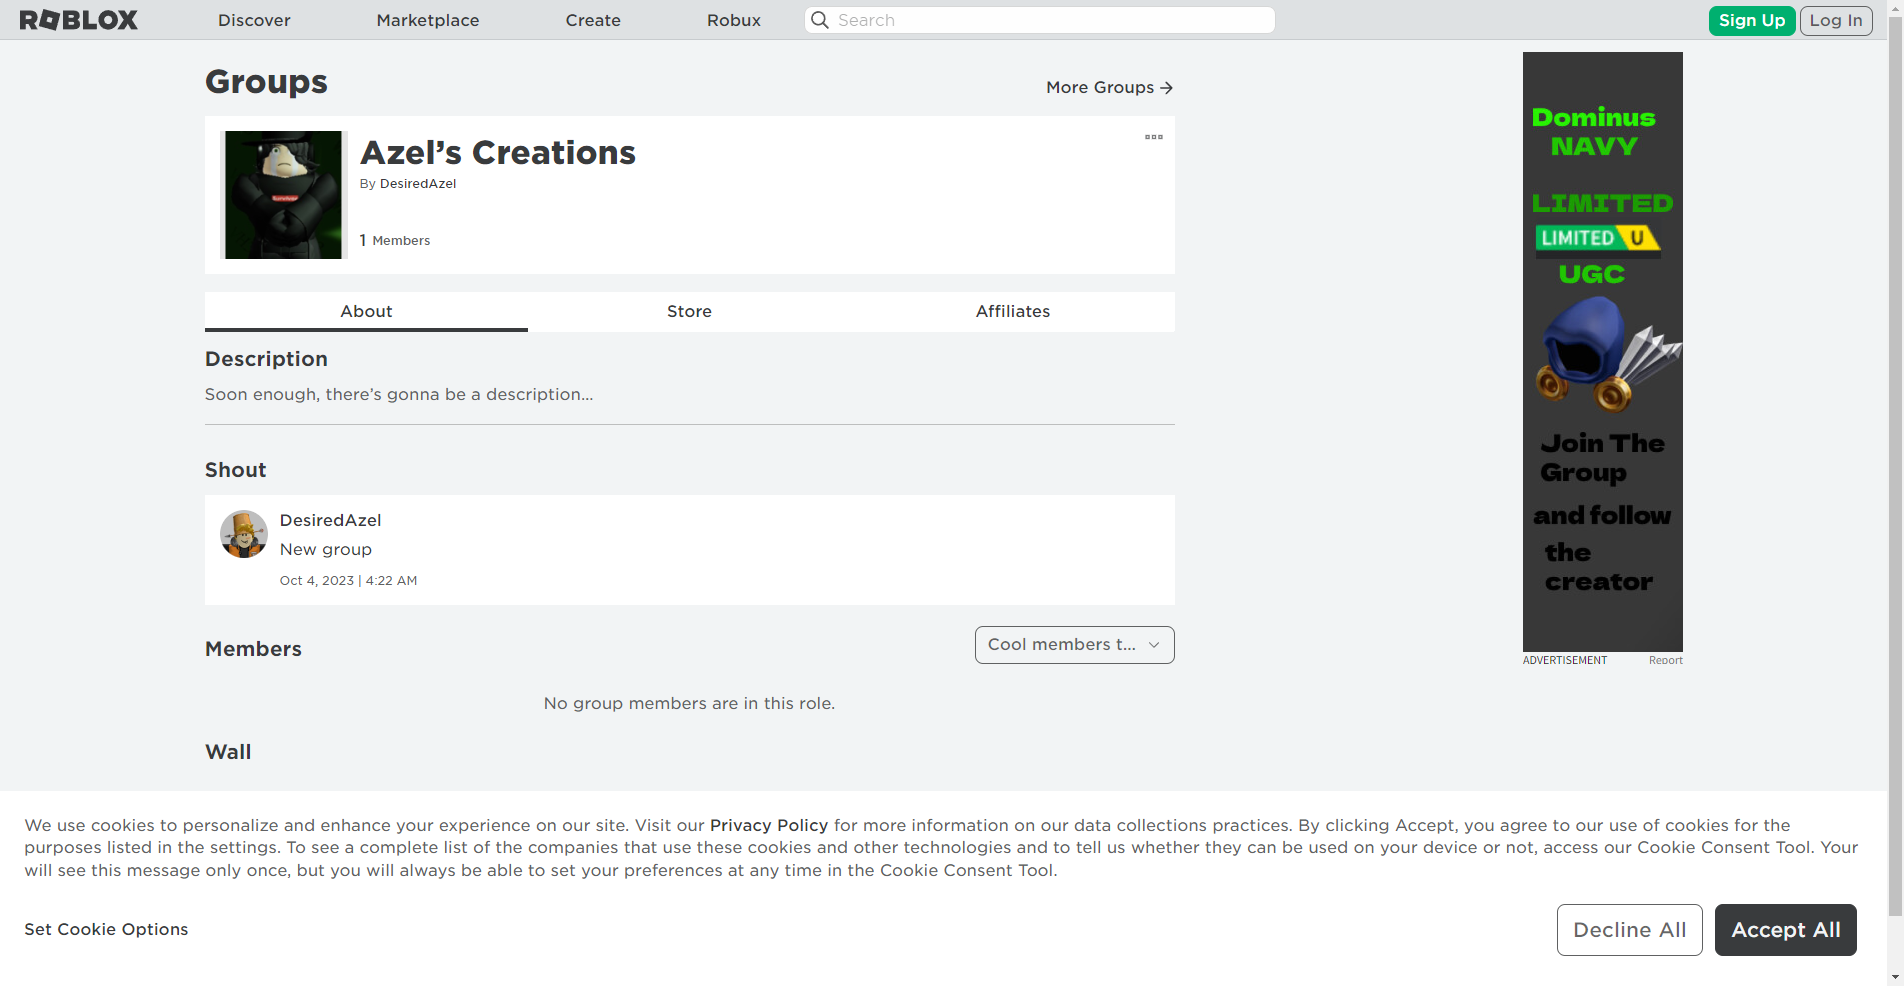 ROBLOX
Discover
Marketplace
Create
Robux
Search
Sign Up
Log In
Groups
More Groups →
Azel’s Creations
By DesiredAzel
1 Members
About
Store
Affiliates
Description
Soon enough, there’s gonna be a description...
Shout
DesiredAzel
New group
Oct 4, 2023 | 4:22 AM
Members
Cool members t...
No group members are in this role.
Wall
Dominus
NAVY
LIMITED
LIMITED U
UGC
Join The
Group
and follow
the
creator
ADVERTISEMENT
Report
We use cookies to personalize and enhance your experience on our site. Visit our Privacy Policy for more information on our data collections practices. By clicking Accept, you agree to our use of cookies for the
purposes listed in the settings. To see a complete list of the companies that use these cookies and other technologies and to tell us whether they can be used on your device or not, access our Cookie Consent Tool. Your
will see this message only once, but you will always be able to set your preferences at any time in the Cookie Consent Tool.
Set Cookie Options
Decline All
Accept All